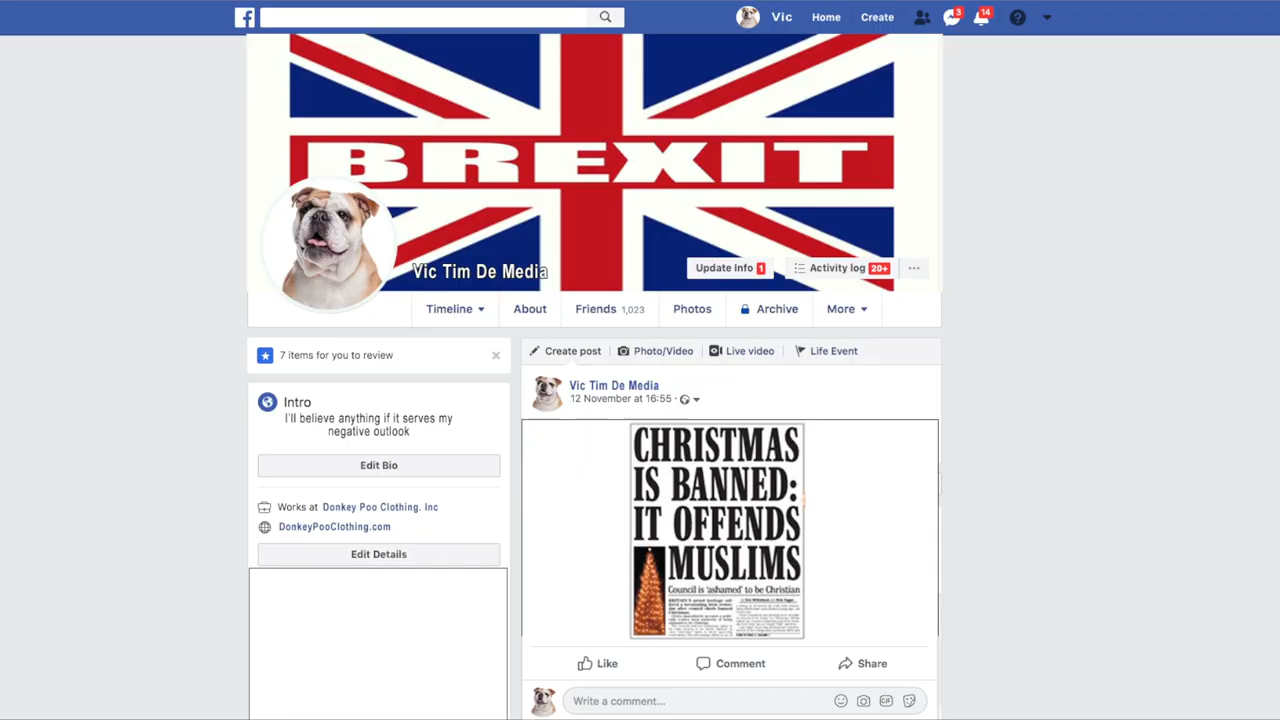 Vic Home Create 3 14 ?
BREXIT
Vic Tim De Media
Update Info 1 Activity log 20+ ...
Timeline About Friends 1,023 Photos Archive More
7 items for you to review
Create post Photo/Video Live video Life Event
Vic Tim De Media
12 November at 16:55
Intro
I'll believe anything if it serves my
negative outlook
Edit Bio
Works at Donkey Poo Clothing. Inc
DonkeyPooClothing.com
Edit Details
CHRISTMAS
IS BANNED:
IT OFFENDS
MUSLIMS
Council is 'ashamed' to be Christian
Like Comment Share
Write a comment...
GIF